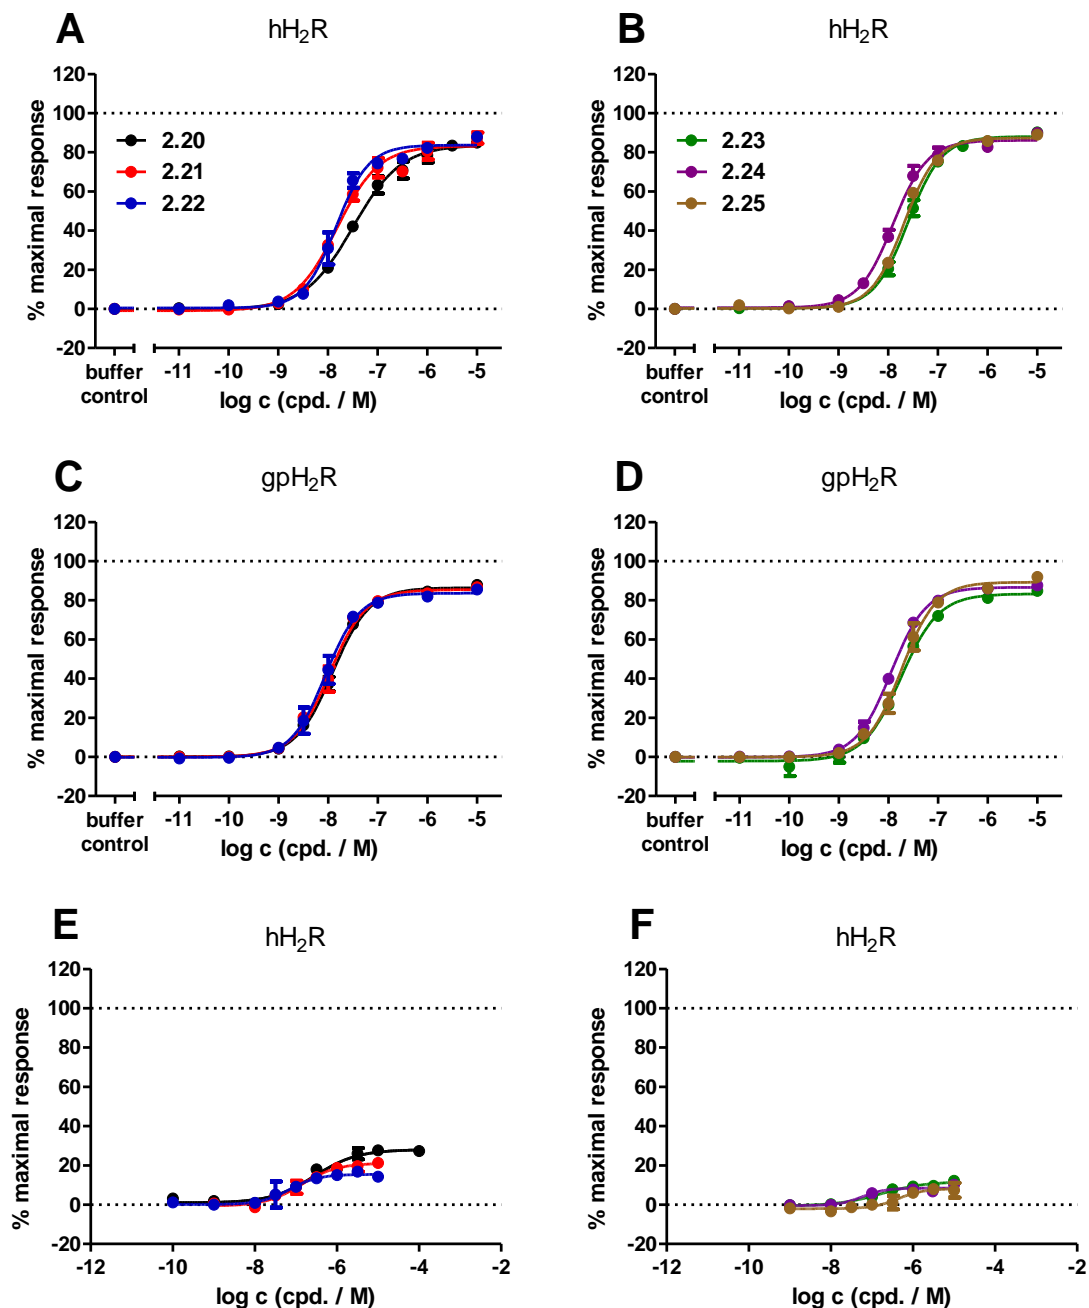 A
hH₂R
% maximal response
120
100
80
60
40
20
0
-20
2.20
2.21
2.22
buffer control
-11 -10 -9 -8 -7 -6 -5
log c (cpd. / M)
B
hH₂R
% maximal response
120
100
80
60
40
20
0
-20
2.23
2.24
2.25
buffer control
-11 -10 -9 -8 -7 -6 -5
log c (cpd. / M)
C
gpH₂R
% maximal response
120
100
80
60
40
20
0
-20
buffer control
-11 -10 -9 -8 -7 -6 -5
log c (cpd. / M)
D
gpH₂R
% maximal response
120
100
80
60
40
20
0
-20
buffer control
-11 -10 -9 -8 -7 -6 -5
log c (cpd. / M)
E
hH₂R
% maximal response
120
100
80
60
40
20
0
-20
-12 -10 -8 -6 -4 -2
log c (cpd. / M)
F
hH₂R
% maximal response
120
100
80
60
40
20
0
-20
-12 -10 -8 -6 -4 -2
log c (cpd. / M)